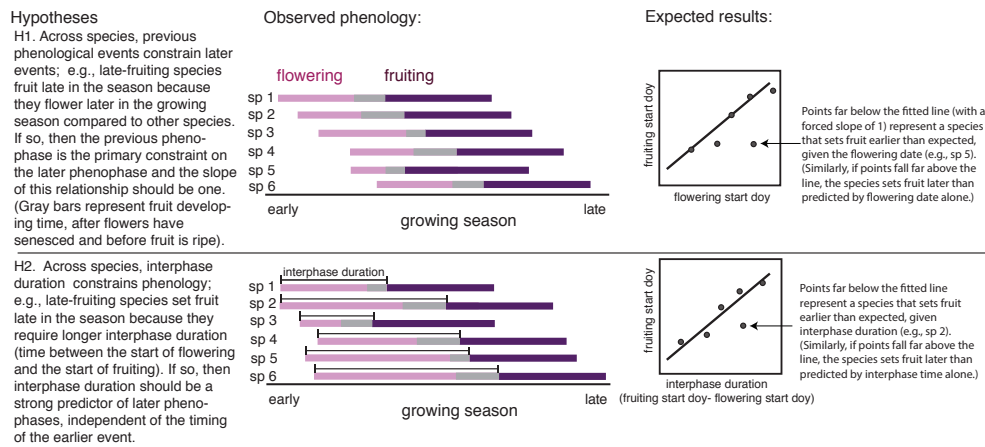 Hypotheses
H1. Across species, previous
phenological events constrain later
events; e.g., late-fruiting species
fruit late in the season because
they flower later in the growing
season compared to other species.
If so, then the previous pheno-
phase is the primary constraint on
the later phenophase and the slope
of this relationship should be one.
(Gray bars represent fruit develop-
ing time, after flowers have
senesced and before fruit is ripe).
Observed phenology:
flowering
fruiting
sp 1
sp 2
sp 3
sp 4
sp 5
sp 6
early
late
growing season
Expected results:
fruiting start doy
flowering start doy
Points far below the fitted line (with a
forced slope of 1) represent a species
that sets fruit earlier than expected,
given the flowering date (e.g., sp 5).
(Similarly, if points fall far above the
line, the species sets fruit later than
predicted by flowering date alone.)
H2. Across species, interphase
duration constrains phenology;
e.g., late-fruiting species set fruit
late in the season because they
require longer interphase duration
(time between the start of flowering
and the start of fruiting). If so, then
interphase duration should be a
strong predictor of later pheno-
phases, independent of the timing
of the earlier event.
interphase duration
sp 1
sp 2
sp 3
sp 4
sp 5
sp 6
early
late
growing season
fruiting start doy
interphase duration
(fruiting start doy- flowering start doy)
Points far below the fitted line
represent a species that sets fruit
earlier than expected, given
interphase duration (e.g., sp 2).
(Similarly, if points fall far above the
line, the species sets fruit later than
predicted by interphase time alone.)